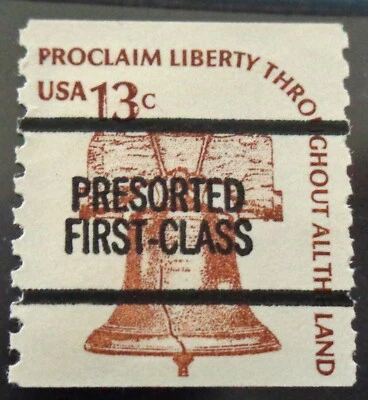 PROCLAIM LIBERTY THROUGHOUT ALL THE LAND
USA 13c
PRESORTED
FIRST-CLASS